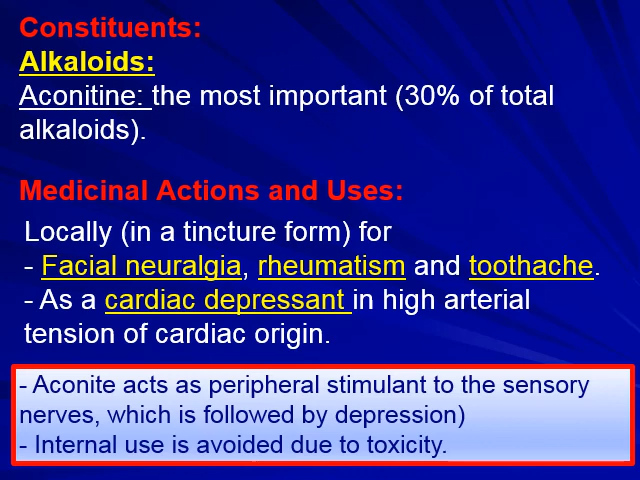 Constituents:
Alkaloids:
Aconitine: the most important (30% of total
alkaloids).
Medicinal Actions and Uses:
Locally (in a tincture form) for
- Facial neuralgia, rheumatism and toothache.
- As a cardiac depressant in high arterial
tension of cardiac origin.
- Aconite acts as peripheral stimulant to the sensory
nerves, which is followed by depression)
- Internal use is avoided due to toxicity.